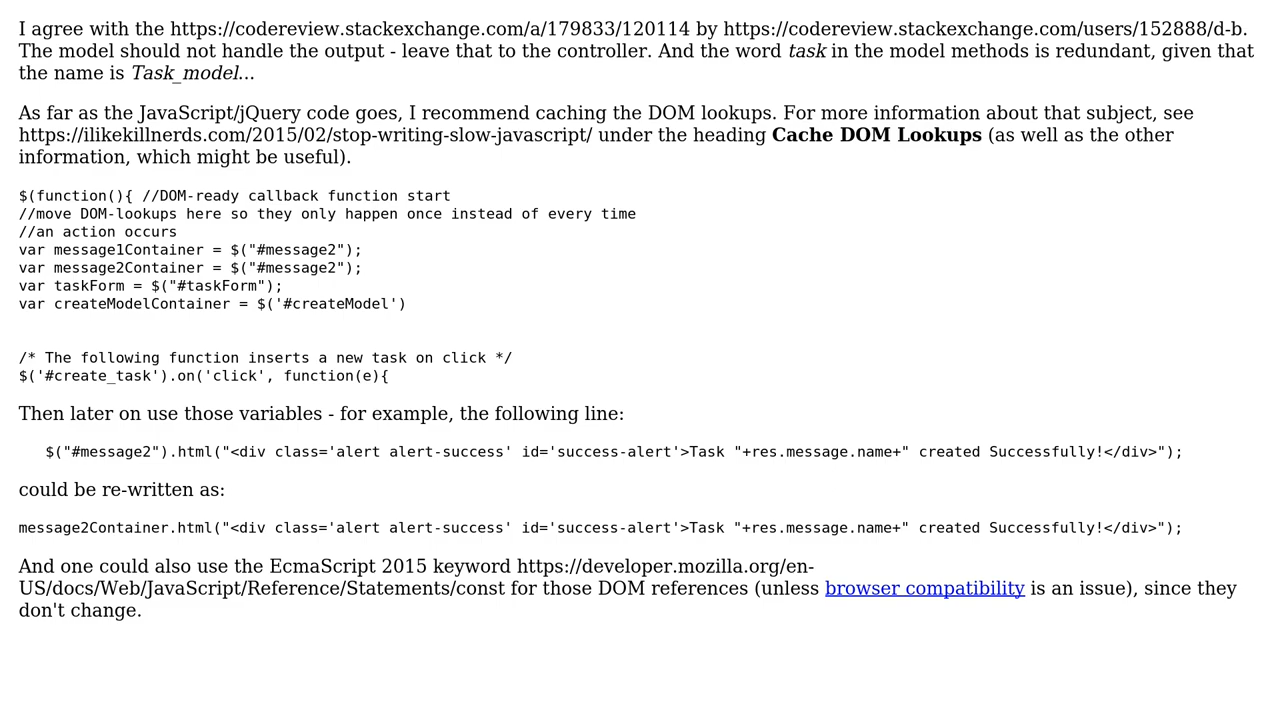 I agree with the https://codereview.stackexchange.com/a/179833/120114 by https://codereview.stackexchange.com/users/152888/d-b.
The model should not handle the output - leave that to the controller. And the word task in the model methods is redundant, given that
the name is Task_model...
As far as the JavaScript/jQuery code goes, I recommend caching the DOM lookups. For more information about that subject, see
https://ilikekillnerds.com/2015/02/stop-writing-slow-javascript/ under the heading Cache DOM Lookups (as well as the other
information, which might be useful).
$(function(){ //DOM-ready callback function start
//move DOM-lookups here so they only happen once instead of every time
//an action occurs
var message1Container = $("#message2");
var message2Container = $("#message2");
var taskForm = $("#taskForm");
var createModelContainer = $('#createModel')
/* The following function inserts a new task on click */
$('#create_task').on('click', function(e){
Then later on use those variables - for example, the following line:
$("#message2").html("<div class='alert alert-success' id='success-alert'>Task "+res.message.name+" created Successfully!</div>");
could be re-written as:
message2Container.html("<div class='alert alert-success' id='success-alert'>Task "+res.message.name+" created Successfully!</div>");
And one could also use the EcmaScript 2015 keyword https://developer.mozilla.org/en-
US/docs/Web/JavaScript/Reference/Statements/const for those DOM references (unless browser compatibility is an issue), since they
don't change.